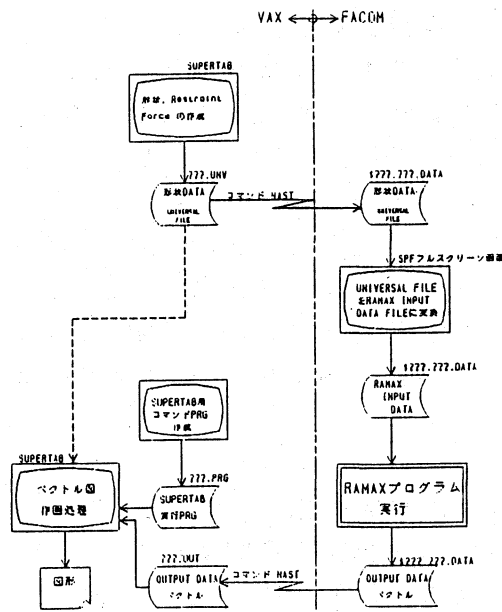 VAX ←→ FACOM
SUPERTAB
形状, Restraint
Force の作成
???.UNV
形状DATA
UNIVERSAL
FILE
コマンド HAST
$???.???.DATA
形状DATA
UNIVERSAL
FILE
SPFフルスクリーン画面
UNIVERSAL FILE
をRAMAX INPUT
DATA FILEに変換
$???.???.DATA
RAMAX
INPUT
DATA
SUPERTAB用
コマンドPRG
作成
???.PRG
SUPERTAB
実行PRG
SUPERTAB
ベクトル図
作画処理
RAMAXプログラム
実行
図形
???.OUT
OUTPUT DATA
ベクトル
コマンド HAST
$???.???.DATA
OUTPUT DATA
ベクトル